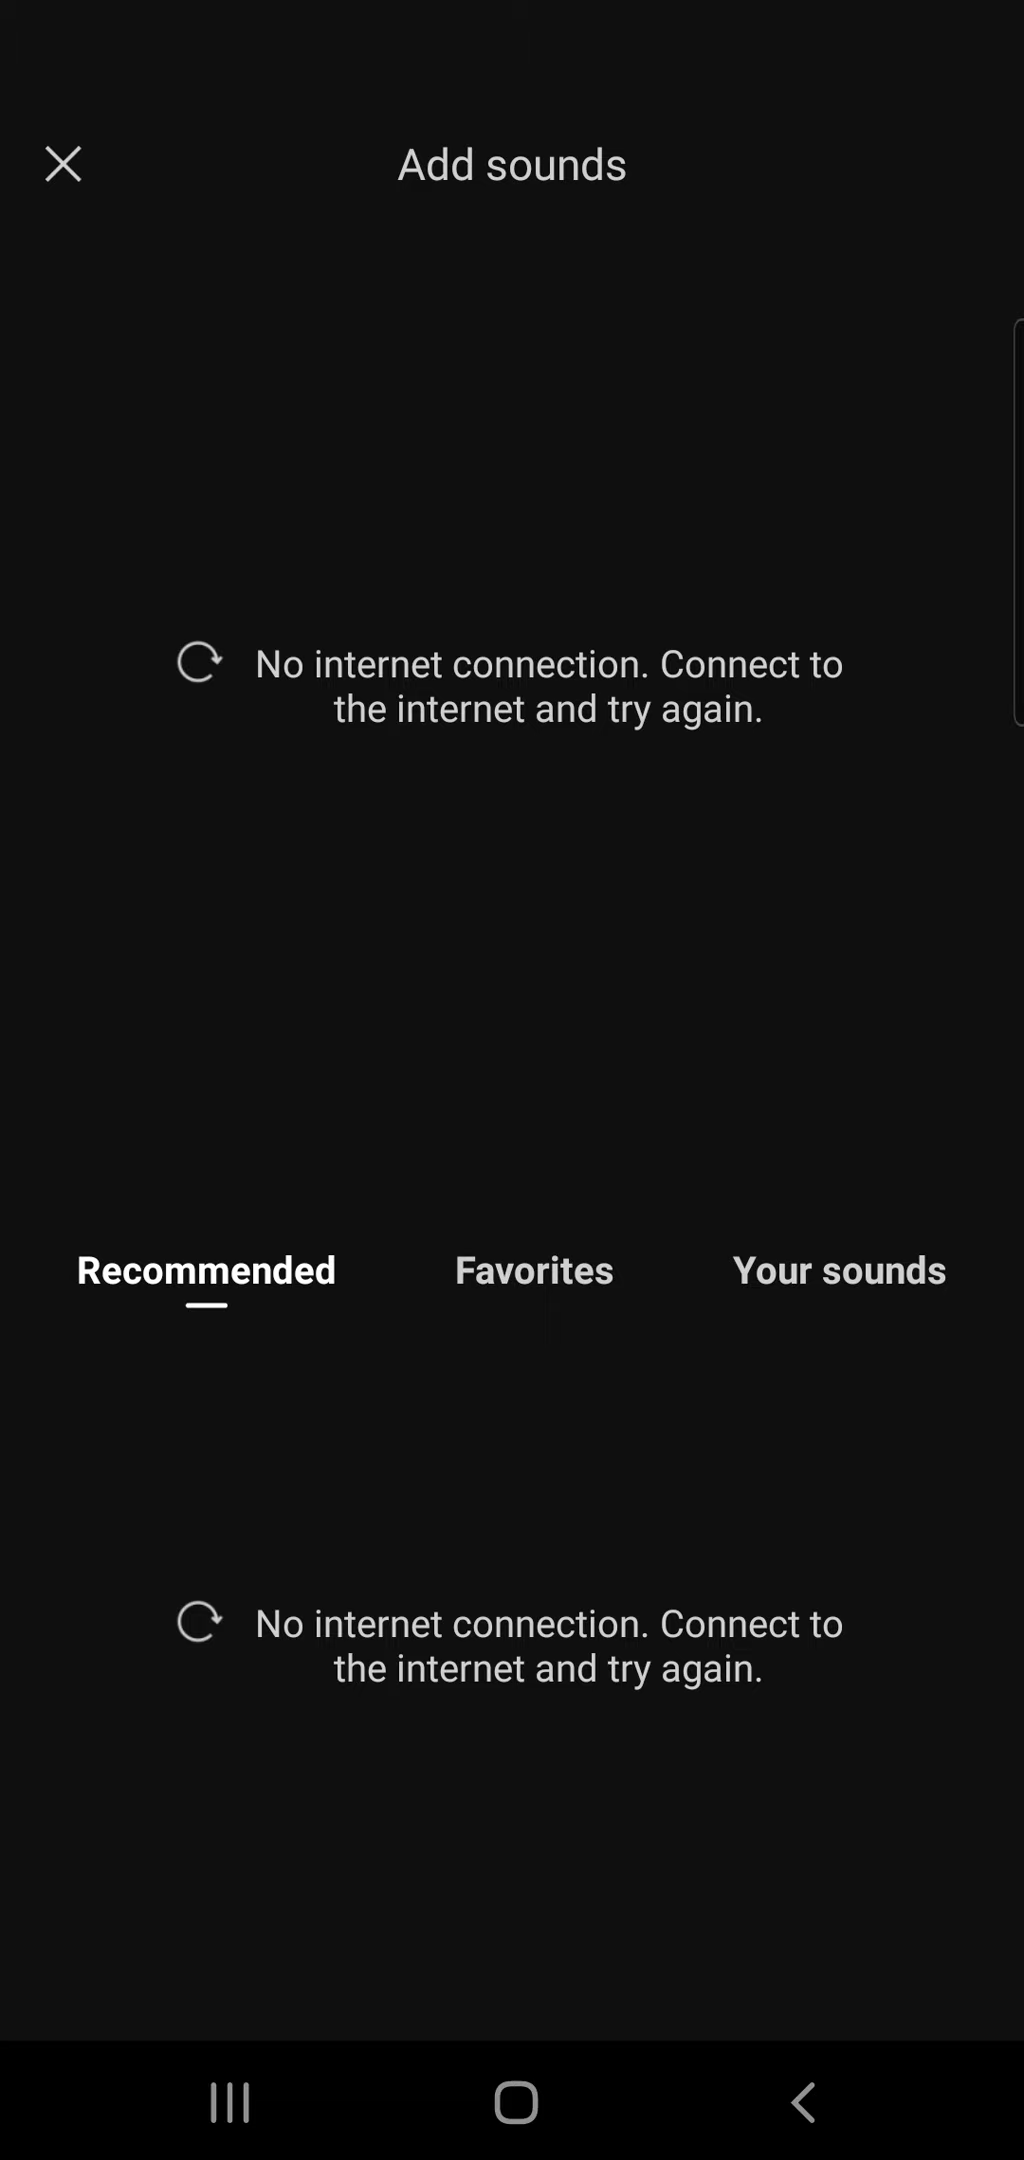 Add sounds
No internet connection. Connect to
the internet and try again.
Recommended Favorites Your sounds
No internet connection. Connect to
the internet and try again.